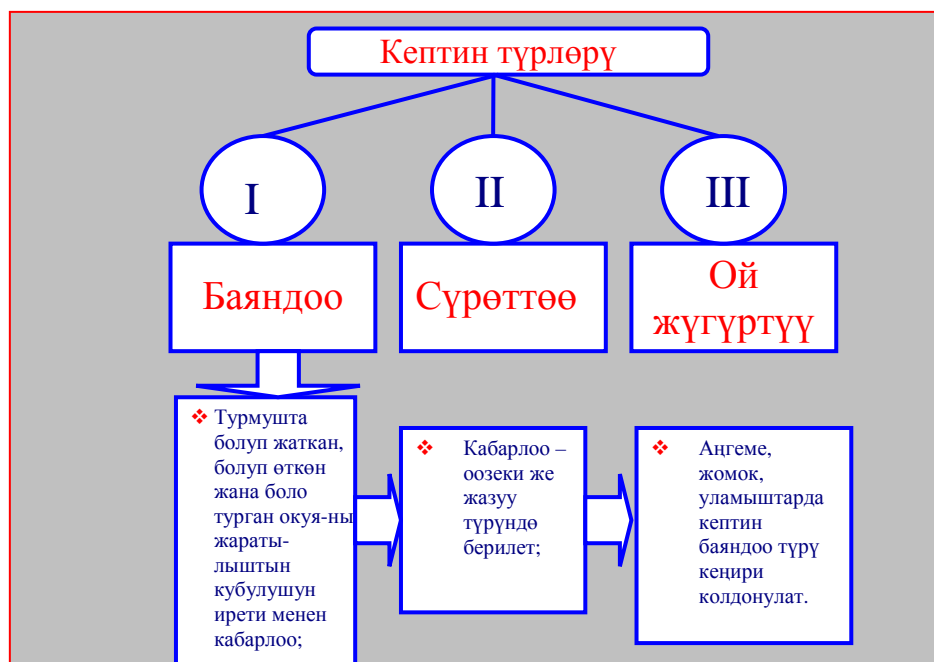 Кептин түрлөрү
I
II
III
Баяндоо
Сүрөттөө
Ой
жүгүртүү
Турмушта
болуп жаткан,
болуп өткөн
жана боло
турган окуя-ны
жараты-
лыштын
кубулушун
ирети менен
кабарлоо;
Кабарлоо –
оозеки же
жазуу
түрүндө
берилет;
Аңгеме,
жомок,
уламыштарда
кептин
баяндоо түрү
кеңири
колдонулат.